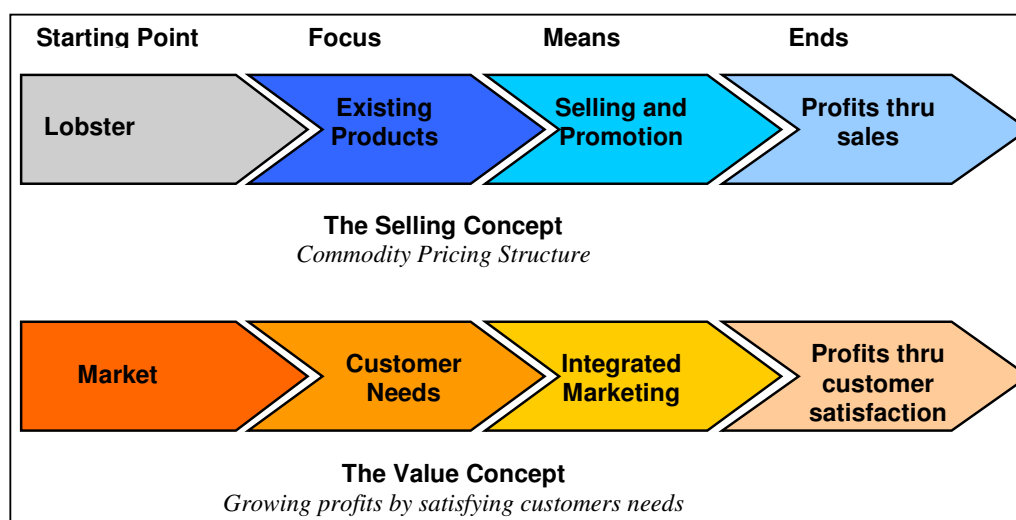 Starting Point Focus Means Ends
Lobster
Existing
Products
Selling and
Promotion
Profits thru
sales
The Selling Concept
Commodity Pricing Structure
Market
Customer
Needs
Integrated
Marketing
Profits thru
customer
satisfaction
The Value Concept
Growing profits by satisfying customers needs